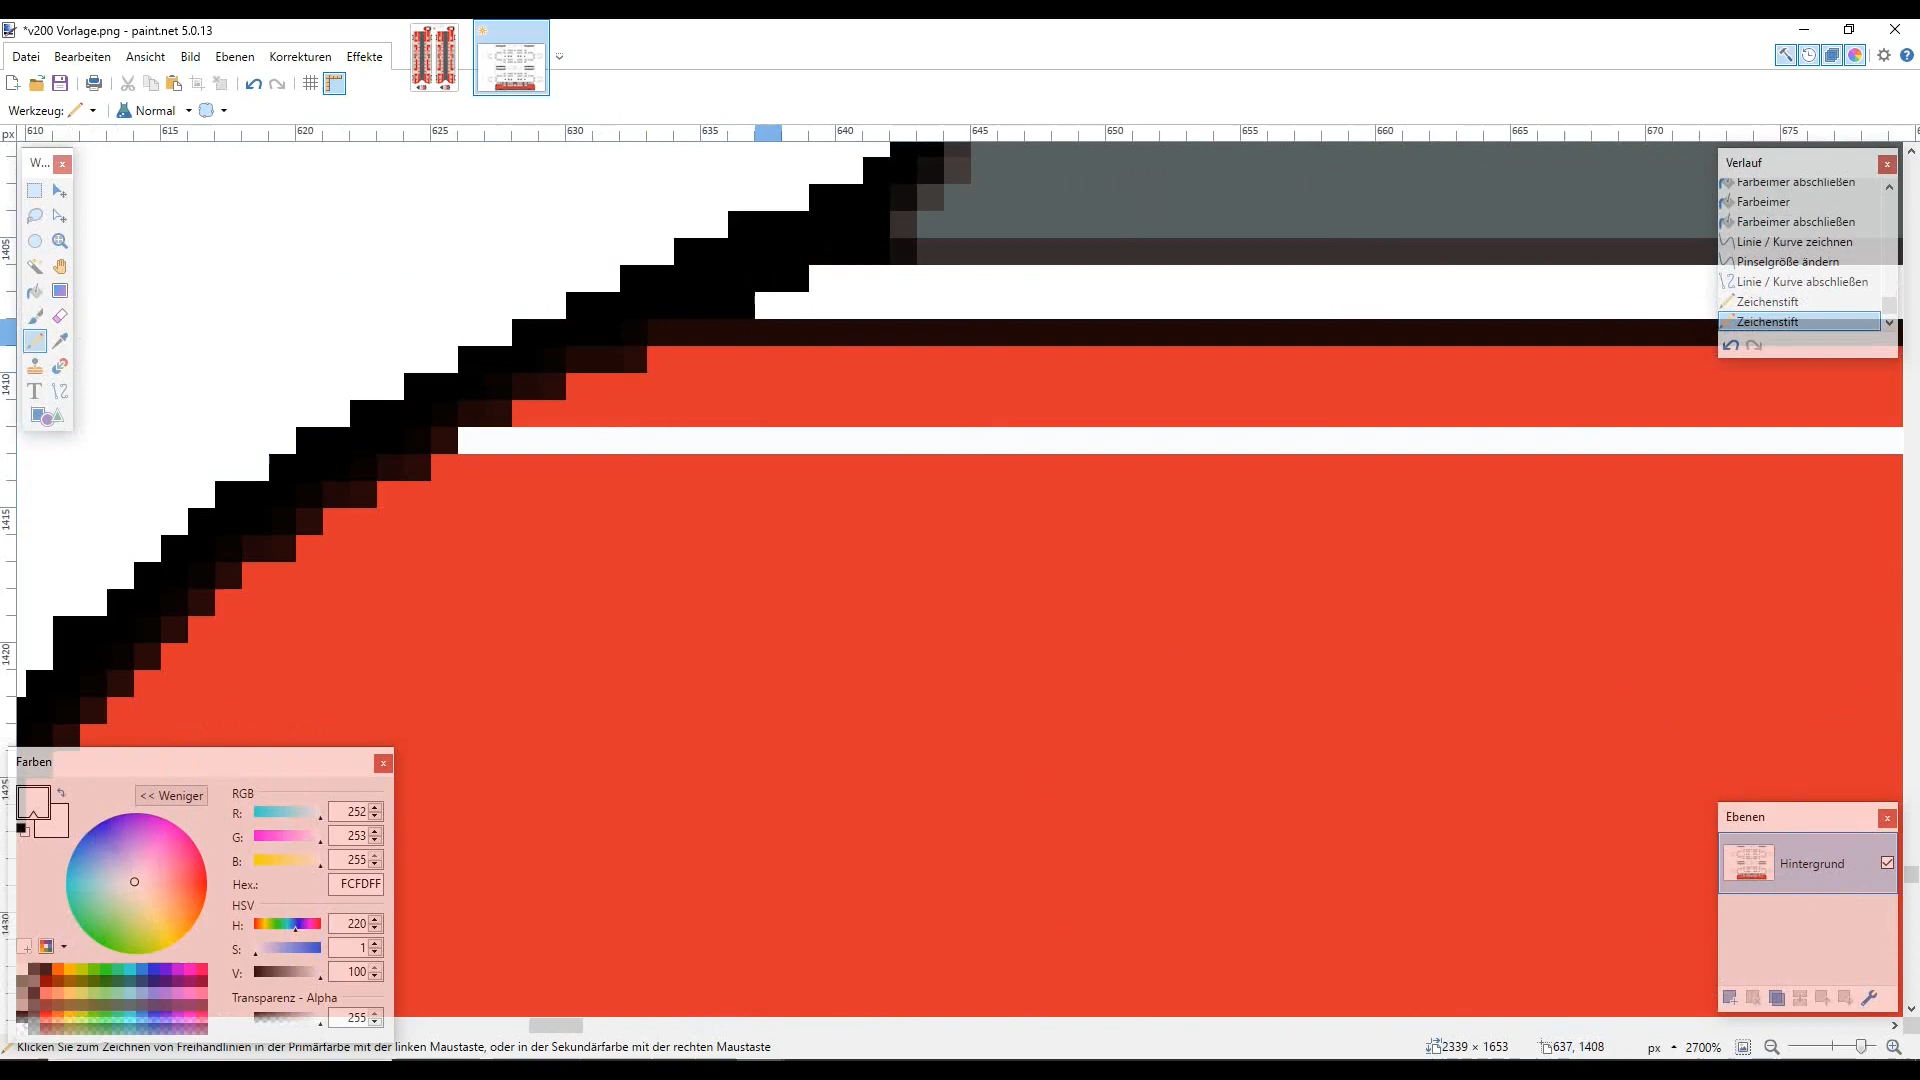 *v200 Vorlage.png - paint.net 5.0.13
Datei Bearbeiten Ansicht Bild Ebenen Korrekturen Effekte
Werkzeug: Normal
px 610 615 620 625 630 635 640 645 650 655 660 665 670 675
W...
Verlauf
Farbeimer abschließen
Farbeimer
Farbeimer abschließen
Linie / Kurve zeichnen
Pinselgröße ändern
Linie / Kurve abschließen
Zeichenstift
Zeichenstift
1405
1410
1415
1420
1425
1430
T
Farben
<< Weniger
RGB
R: 252
G: 253
B: 255
Hex.: FCFDFF
HSV
H: 220
S: 1
V: 100
Transparenz - Alpha
255
Ebenen
Hintergrund
Klicken Sie zum Zeichnen von Freihandlinien in der Primärfarbe mit der linken Maustaste, oder in der Sekundärfarbe mit der rechten Maustaste
2339 × 1653 637, 1408 px 2700%